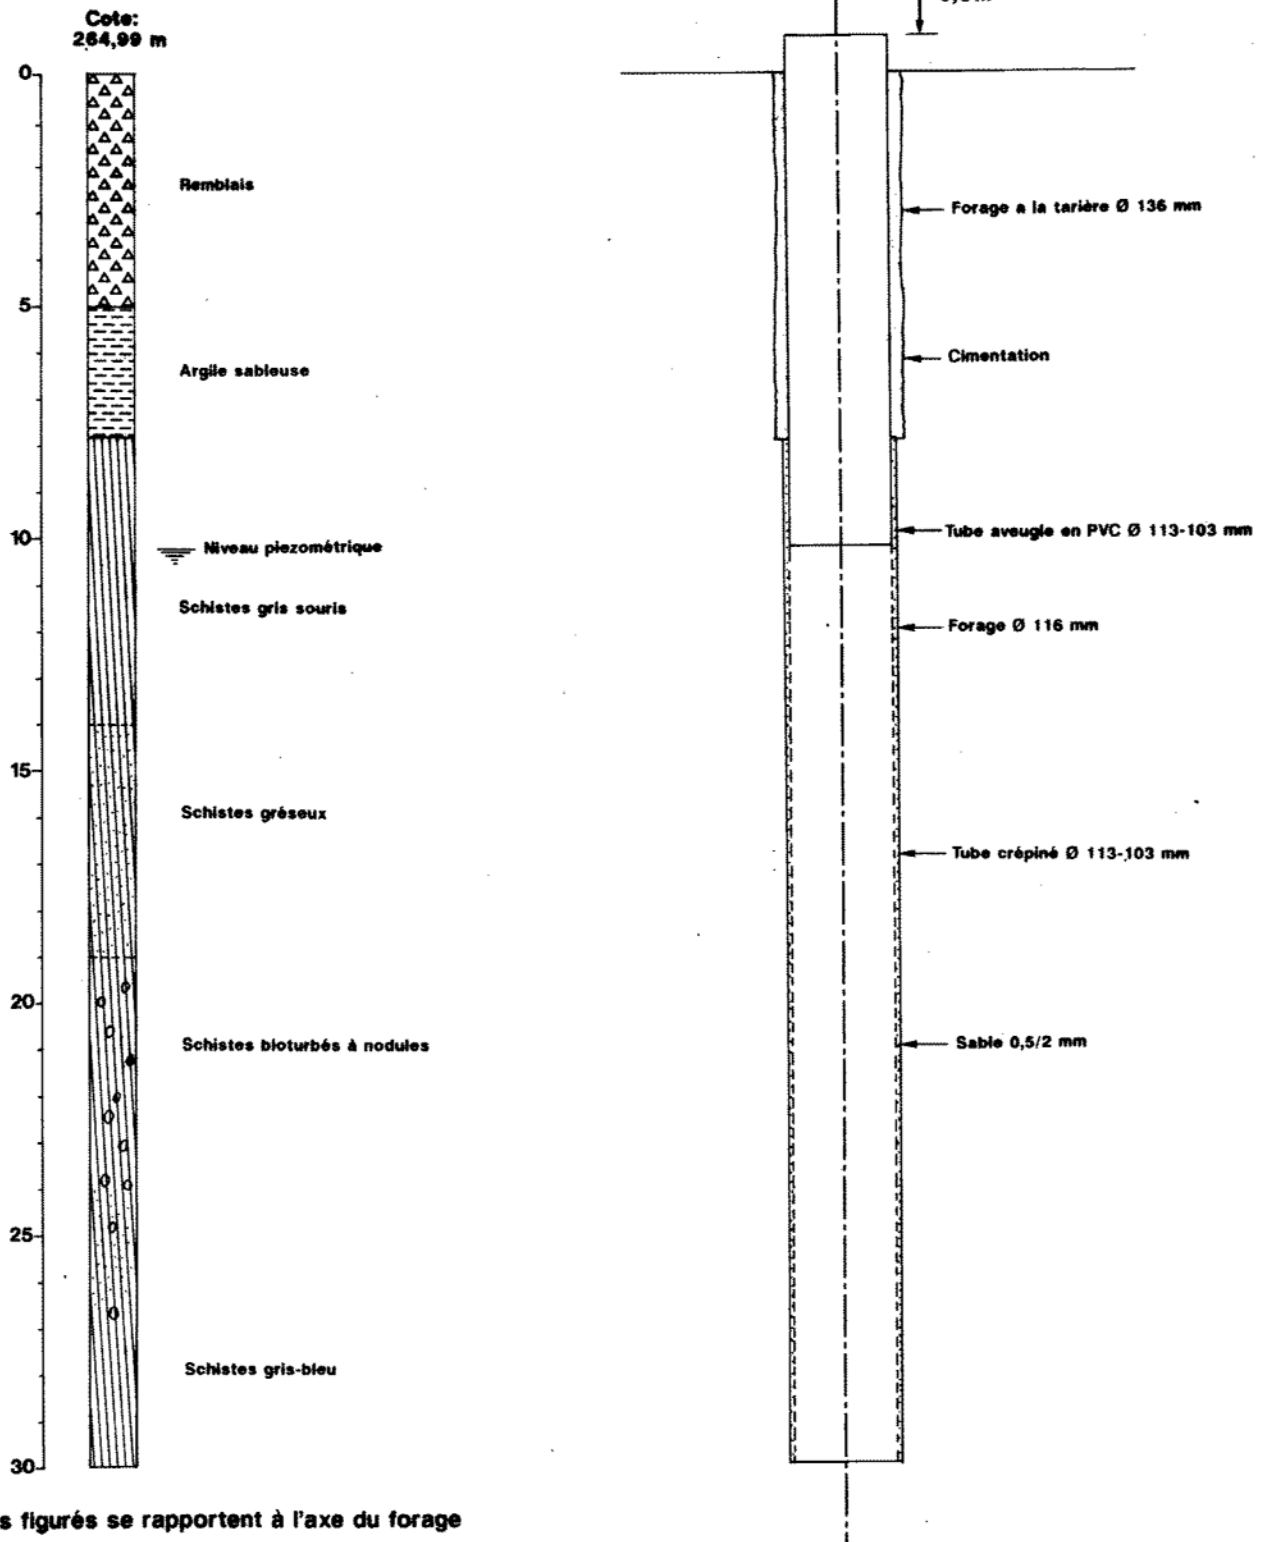 Cote:
264,99 m
0
Remblais
Forage a la tarière Ø 136 mm
5
Cimentation
Argile sableuse
10
Tube aveugle en PVC Ø 113-103 mm
Niveau piezométrique
Schistes gris souris
Forage Ø 116 mm
15
Schistes gréseux
Tube crépiné Ø 113-103 mm
20
Schistes bioturbés à nodules
Sable 0,5/2 mm
25
Schistes gris-bleu
30
figurés se rapportent à l'axe du forage